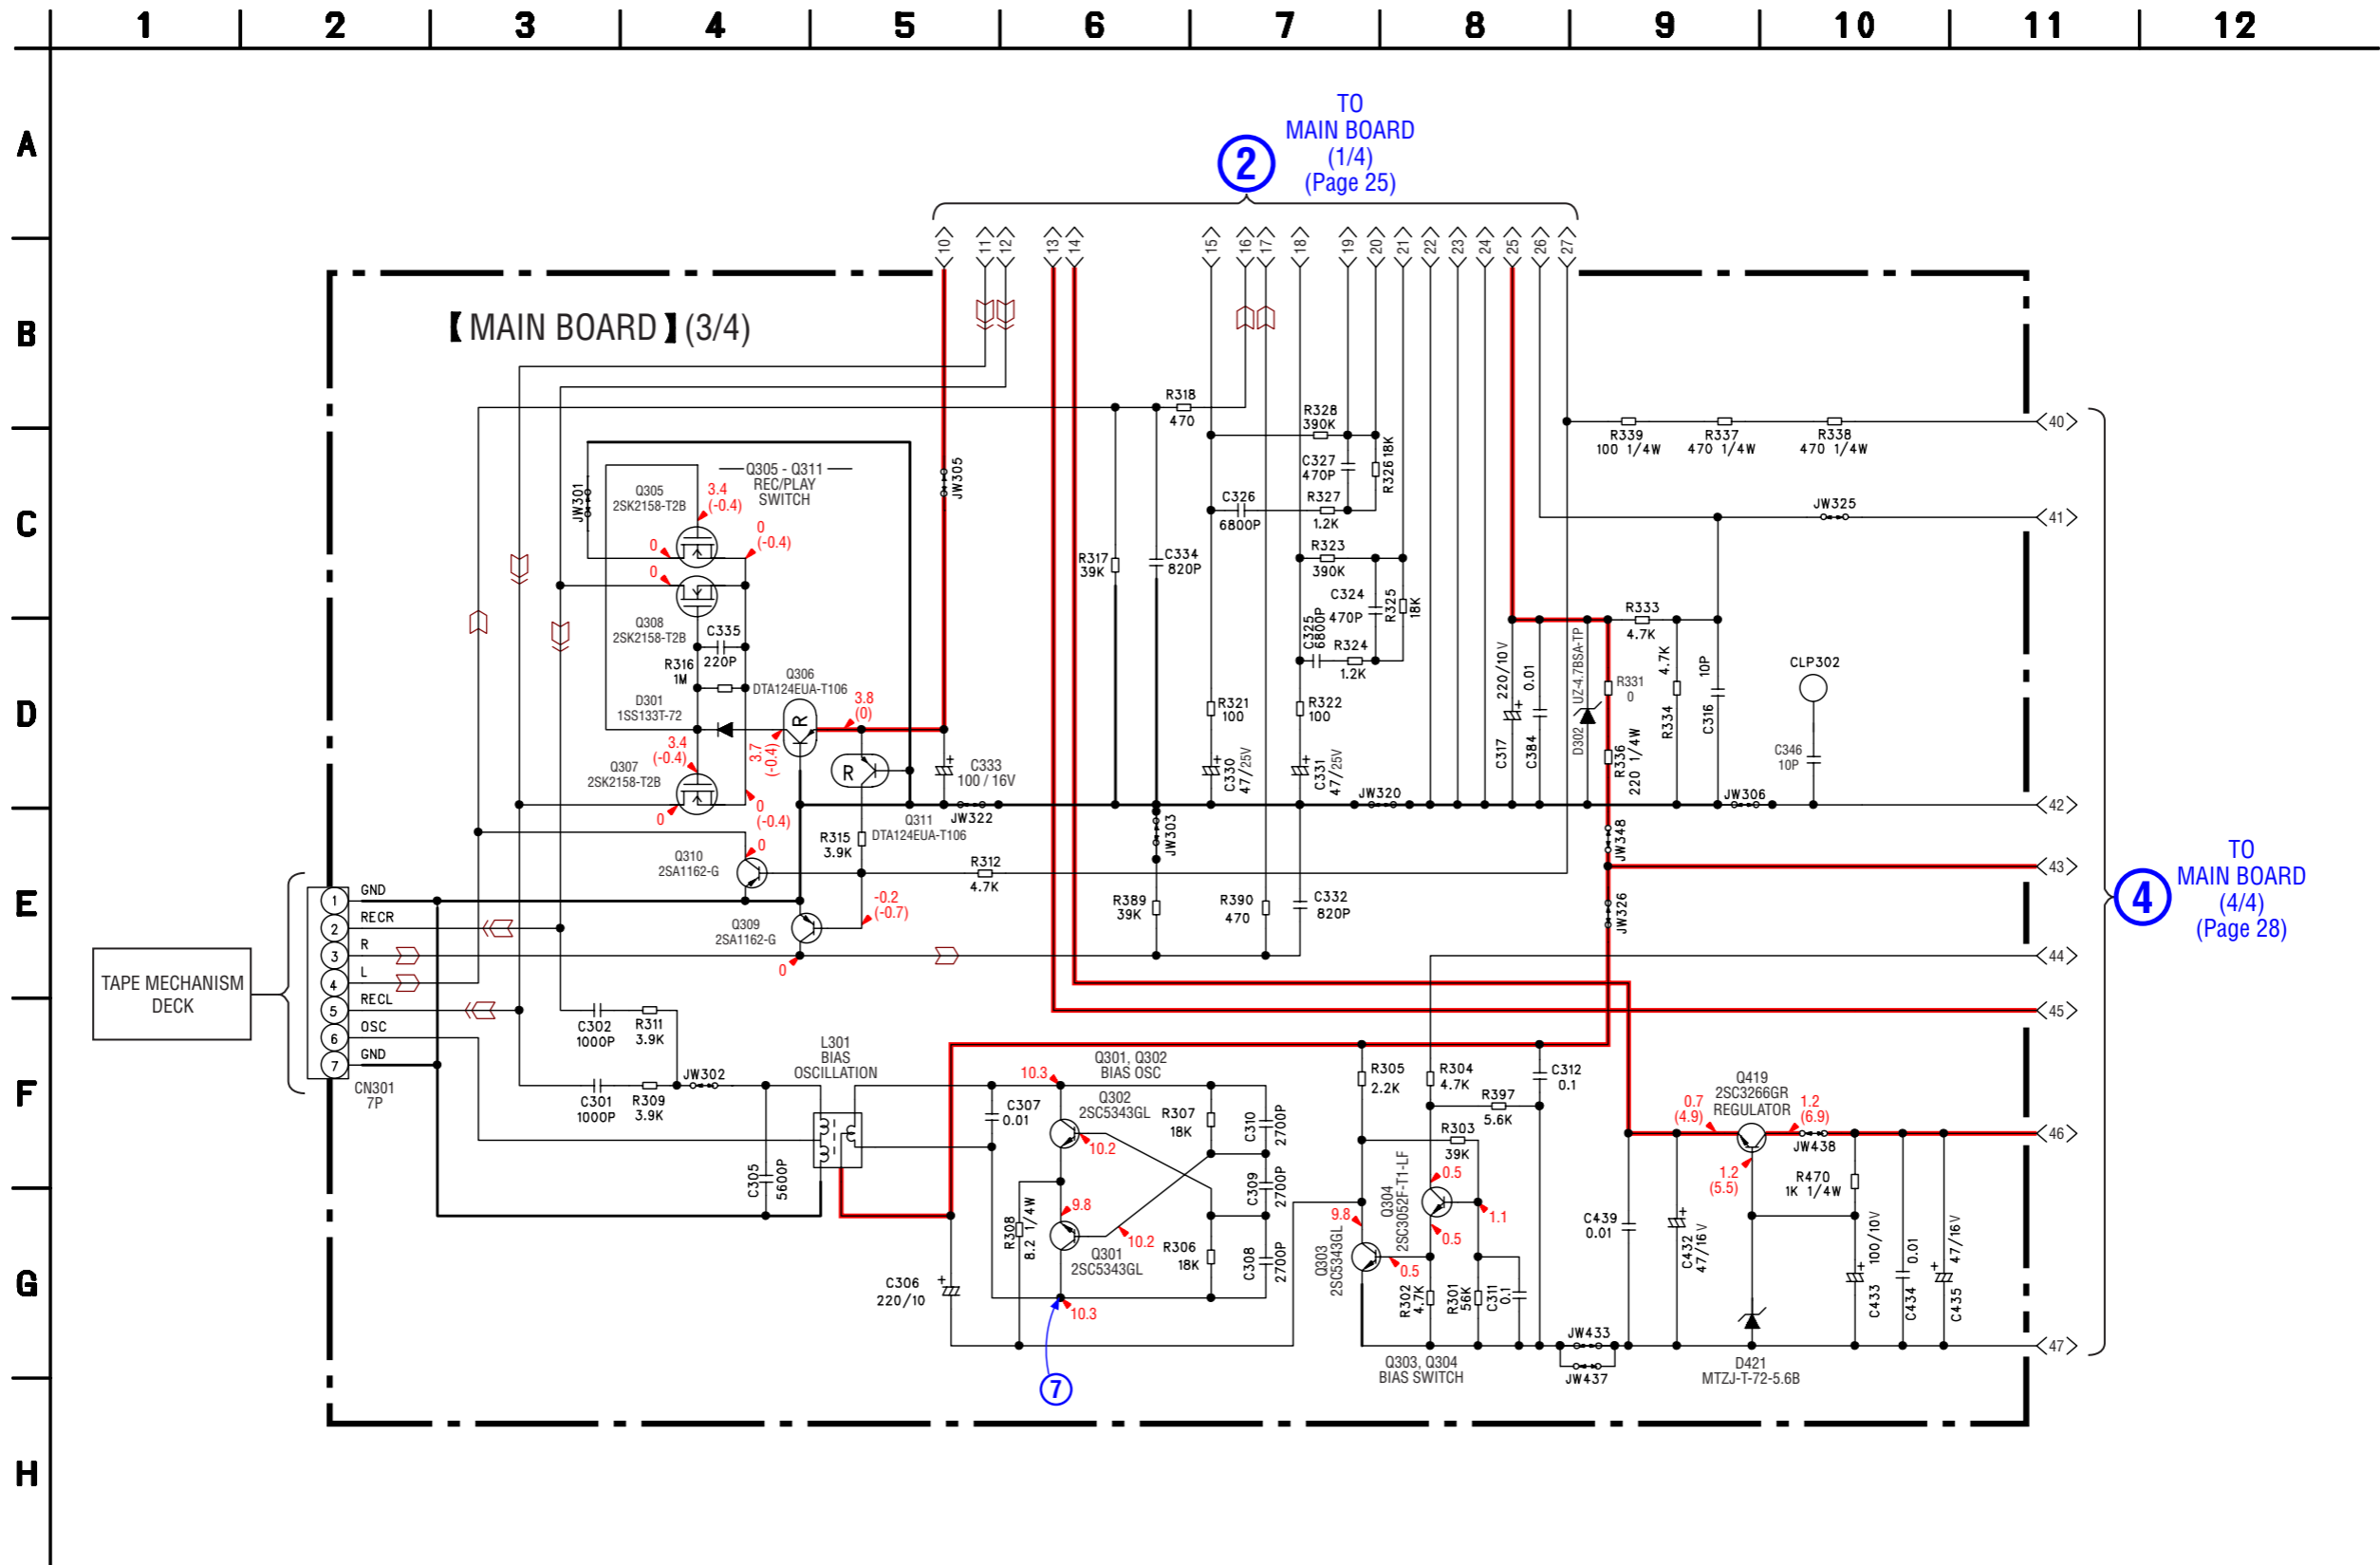 1 2 3 4 5 6 7 8 9 10 11 12
A
B
C
D
E
F
G
H
2
TO
MAIN BOARD
(1/4)
(Page 25)
10 11 12 13 14 15 16 17 18 19 20 21 22 23 24 25 26 27
【MAIN BOARD】(3/4)
R318
470
R328
390K
C327
470P
R326 18K
C326
6800P
R327
1.2K
R323
390K
C324
470P
R325
18K
C325
6800P
R324
1.2K
R317
39K
C334
820P
R321
100
R322
100
C330
47/25V
C331
47/25V
JW320
R339
100 1/4W
R337
470 1/4W
R338
470 1/4W
40
JW325
41
R333
4.7K
R334
4.7K
C316
10P
CLP302
C346
10P
C317
220/10V
C384
0.01
D302
UZ-4.7BSA-TP
R331
0
R336
220 1/4W
JW306
42
JW348
43
JW326
44
45
46
47
4
TO
MAIN BOARD
(4/4)
(Page 28)
JW301
Q305 - Q311
REC/PLAY
SWITCH
JW305
Q305
2SK2158-T2B
3.4
(-0.4)
0
(-0.4)
0
0
Q308
2SK2158-T2B
C335
220P
R316
1M
Q306
DTA124EUA-T106
D301
1SS133T-72
R
3.8
(0)
3.7
(-0.4)
3.4
(-0.4)
Q307
2SK2158-T2B
0
0
(-0.4)
R
C333
100 / 16V
JW322
Q311
DTA124EUA-T106
R315
3.9K
R312
4.7K
Q310
2SA1162-G
0
Q309
2SA1162-G
0
-0.2
(-0.7)
JW303
R389
39K
R390
470
C332
820P
TAPE MECHANISM
DECK
1 GND
2 RECR
3 R
4 L
5 RECL
6 OSC
7 GND
CN301
7P
C302
1000P
R311
3.9K
C301
1000P
R309
3.9K
JW302
L301
BIAS
OSCILLATION
C305
5600P
C307
0.01
Q301, Q302
BIAS OSC
10.3
Q302
2SC5343GL
10.2
R307
18K
C310
2700P
C309
2700P
R308
8.2 1/4W
9.8
10.2
Q301
2SC5343GL
R306
18K
C308
2700P
10.3
C306
220/10
7
R305
2.2K
R304
4.7K
R397
5.6K
C312
0.1
R303
39K
Q304
2SC3052F-T1-LF
0.5
1.1
0.5
9.8
Q303
2SC5343GL
0.5
R302
4.7K
R301
56K
C311
0.1
Q303, Q304
BIAS SWITCH
JW433
JW437
Q419
2SC3266GR
REGULATOR
0.7
(4.9)
1.2
(6.9)
JW438
1.2
(5.5)
R470
1K 1/4W
C439
0.01
C432
47/16V
C433
100/10V
C434
0.01
C435
47/16V
D421
MTZJ-T-72-5.6B